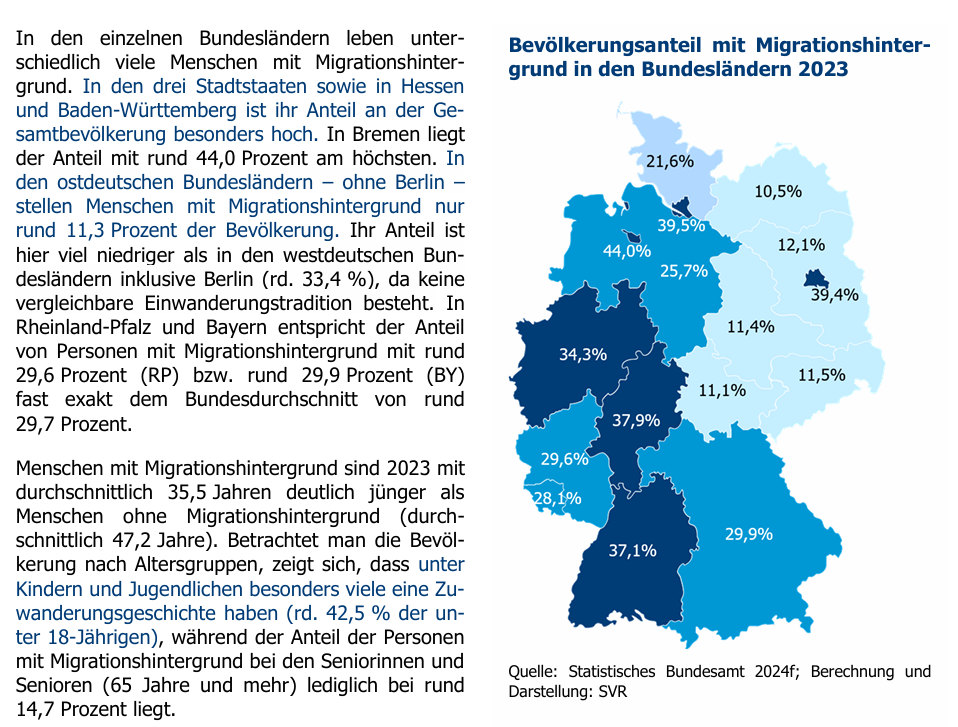 In den einzelnen Bundesländern leben unter-
schiedlich viele Menschen mit Migrationshinter-
grund. In den drei Stadtstaaten sowie in Hessen
und Baden-Württemberg ist ihr Anteil an der Ge-
samtbevölkerung besonders hoch. In Bremen liegt
der Anteil mit rund 44,0 Prozent am höchsten. In
den ostdeutschen Bundesländern – ohne Berlin –
stellen Menschen mit Migrationshintergrund nur
rund 11,3 Prozent der Bevölkerung. Ihr Anteil ist
hier viel niedriger als in den westdeutschen Bun-
desländern inklusive Berlin (rd. 33,4 %), da keine
vergleichbare Einwanderungstradition besteht. In
Rheinland-Pfalz und Bayern entspricht der Anteil
von Personen mit Migrationshintergrund mit rund
29,6 Prozent (RP) bzw. rund 29,9 Prozent (BY)
fast exakt dem Bundesdurchschnitt von rund
29,7 Prozent.
Menschen mit Migrationshintergrund sind 2023 mit
durchschnittlich 35,5 Jahren deutlich jünger als
Menschen ohne Migrationshintergrund (durch-
schnittlich 47,2 Jahre). Betrachtet man die Bevöl-
kerung nach Altersgruppen, zeigt sich, dass unter
Kindern und Jugendlichen besonders viele eine Zu-
wanderungsgeschichte haben (rd. 42,5 % der un-
ter 18-Jährigen), während der Anteil der Personen
mit Migrationshintergrund bei den Seniorinnen und
Senioren (65 Jahre und mehr) lediglich bei rund
14,7 Prozent liegt.
Bevölkerungsanteil mit Migrationshinter-
grund in den Bundesländern 2023
21,6%
10,5%
39,5%
12,1%
44,0%
25,7%
39,4%
11,4%
34,3%
11,5%
11,1%
37,9%
29,6%
28,1%
29,9%
37,1%
Quelle: Statistisches Bundesamt 2024f; Berechnung und
Darstellung: SVR